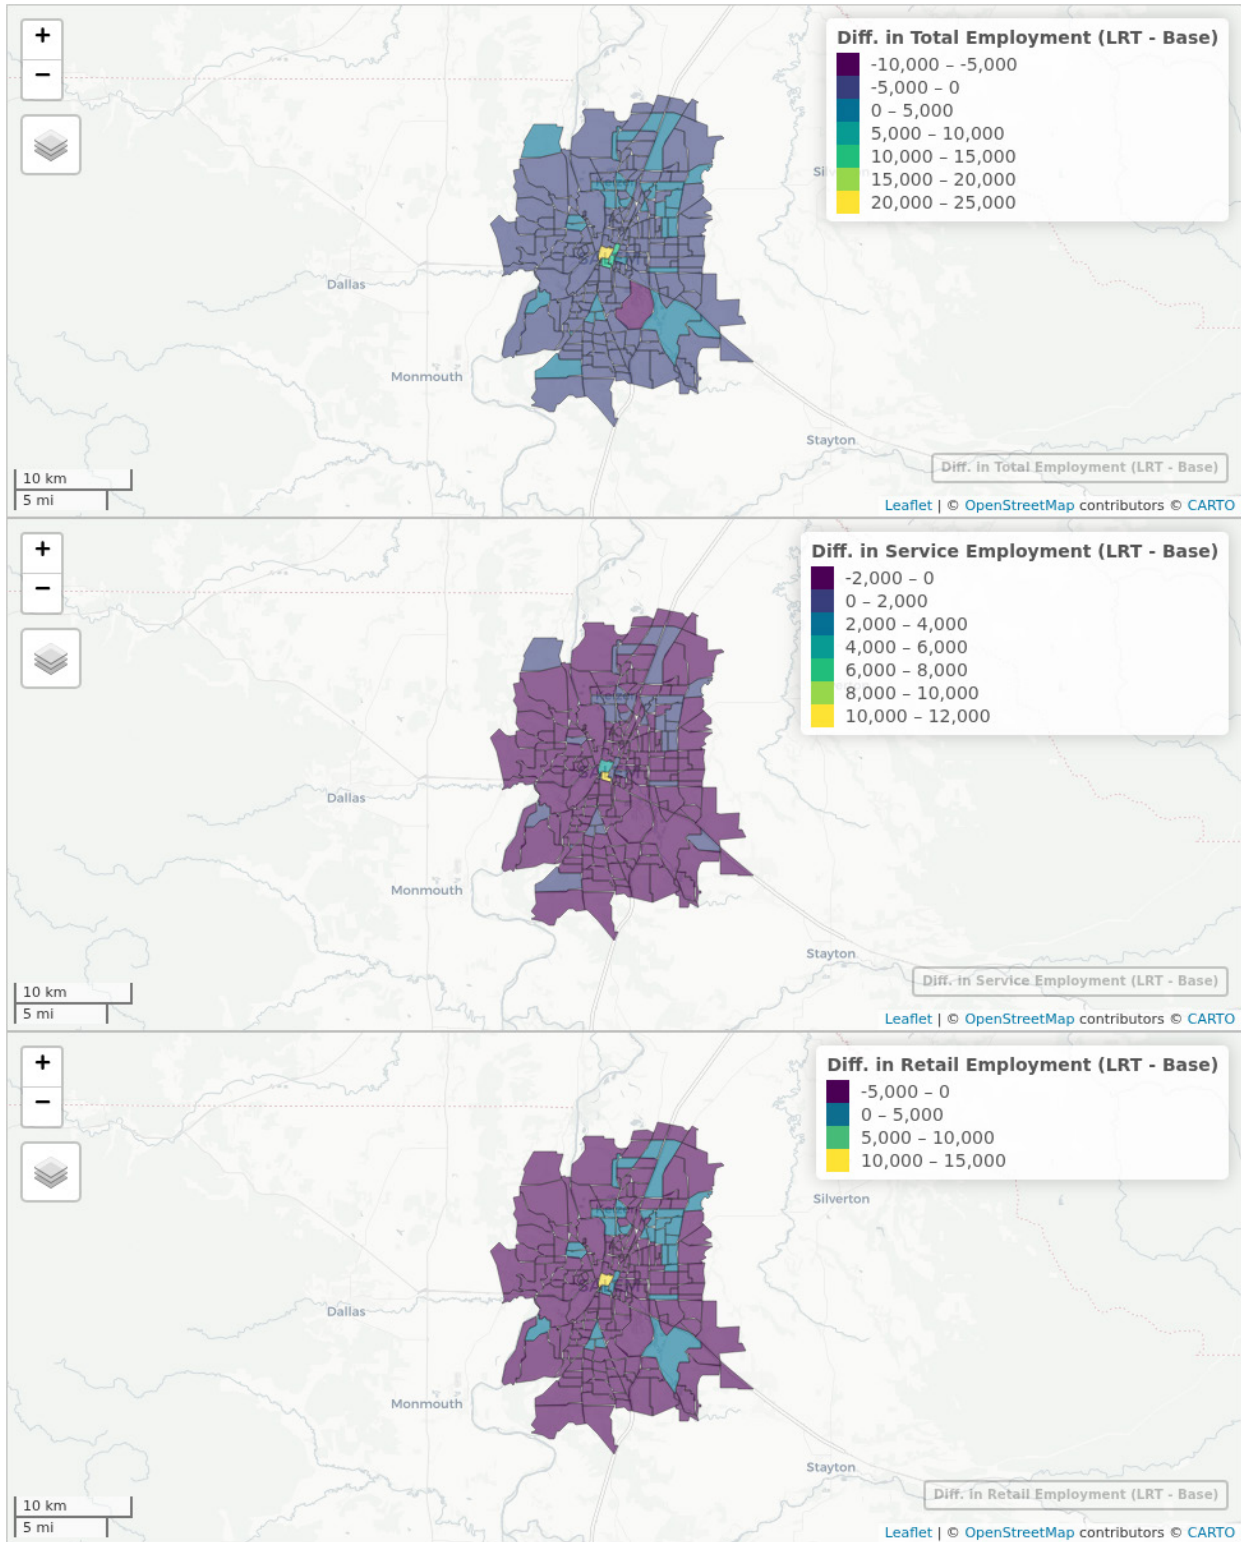 +
−
Diff. in Total Employment (LRT - Base)
-10,000 – -5,000
-5,000 – 0
0 – 5,000
5,000 – 10,000
10,000 – 15,000
15,000 – 20,000
20,000 – 25,000
Dallas
Monmouth
Stayton
10 km
5 mi
Diff. in Total Employment (LRT - Base)
Leaflet | © OpenStreetMap contributors © CARTO
+
−
Diff. in Service Employment (LRT - Base)
-2,000 – 0
0 – 2,000
2,000 – 4,000
4,000 – 6,000
6,000 – 8,000
8,000 – 10,000
10,000 – 12,000
Dallas
Monmouth
Stayton
10 km
5 mi
Diff. in Service Employment (LRT - Base)
Leaflet | © OpenStreetMap contributors © CARTO
+
−
Diff. in Retail Employment (LRT - Base)
-5,000 – 0
0 – 5,000
5,000 – 10,000
10,000 – 15,000
Silverton
Dallas
Monmouth
Stayton
10 km
5 mi
Diff. in Retail Employment (LRT - Base)
Leaflet | © OpenStreetMap contributors © CARTO